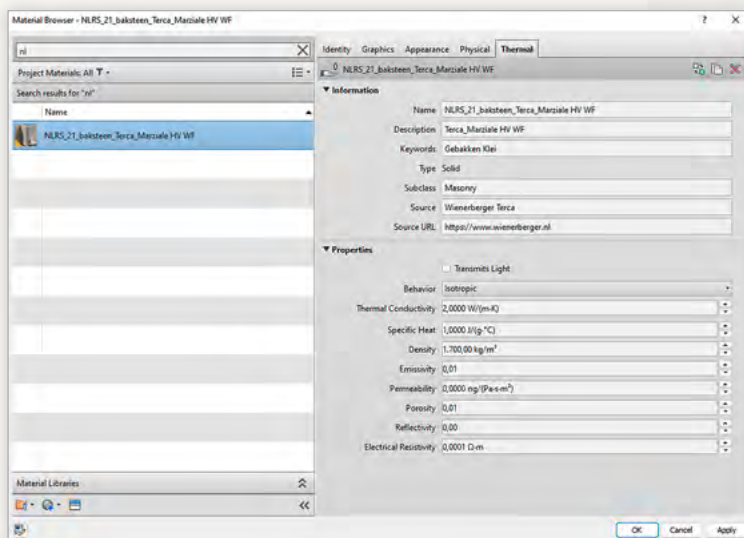 Material Browser - NLRS_21_baksteen_Terca_Marziale HV WF
?
nl
Project Materials: All
Search results for "nl"
Name
NLRS_21_baksteen_Terca_Marziale HV WF
Material Libraries
Identity Graphics Appearance Physical Thermal
0 NLRS_21_baksteen_Terca_Marziale HV WF
Information
Name NLRS_21_baksteen_Terca_Marziale HV WF
Description Terca_Marziale HV WF
Keywords Gebakken Klei
Type Solid
Subclass Masonry
Source Wienerberger Terca
Source URL https://www.wienerberger.nl
Properties
Transmits Light
Behavior Isotropic
Thermal Conductivity 2,0000 W/(m·K)
Specific Heat 1,0000 J/(g·°C)
Density 1.700,00 kg/m³
Emissivity 0,01
Permeability 0,0000 ng/(Pa·s·m²)
Porosity 0,01
Reflectivity 0,00
Electrical Resistivity 0,0001 Ω·m
OK Cancel Apply